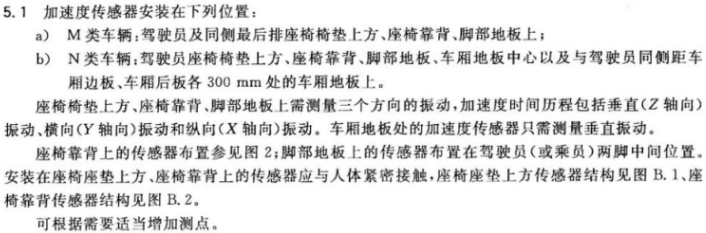 5.1 加速度传感器安装在下列位置：
a) M类车辆：驾驶员及同侧最后排座椅椅垫上方、座椅靠背、脚部地板上；
b) N类车辆：驾驶员座椅椅垫上方、座椅靠背、脚部地板、车厢地板中心以及与驾驶员同侧距车
厢边板、车厢后板各 300 mm 处的车厢地板上。
座椅椅垫上方、座椅靠背、脚部地板上需测量三个方向的振动，加速度时间历程包括垂直(Z 轴向)
振动、横向(Y 轴向)振动和纵向(X 轴向)振动。车厢地板处的加速度传感器只需测量垂直振动。
座椅靠背上的传感器布置参见图 2；脚部地板上的传感器布置在驾驶员(或乘员)两脚中间位置。
安装在座椅座垫上方、座椅靠背上的传感器应与人体紧密接触，座椅座垫上方传感器结构见图 B.1、座
椅靠背传感器结构见图 B.2。
可根据需要适当增加测点。